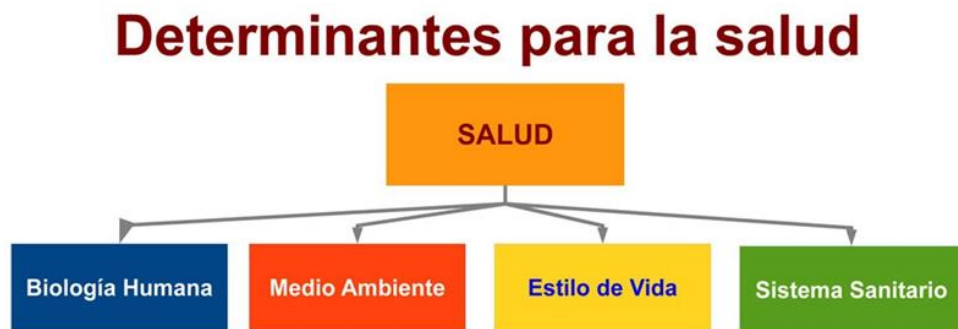 Determinantes para la salud
SALUD
Biología Humana
Medio Ambiente
Estilo de Vida
Sistema Sanitario